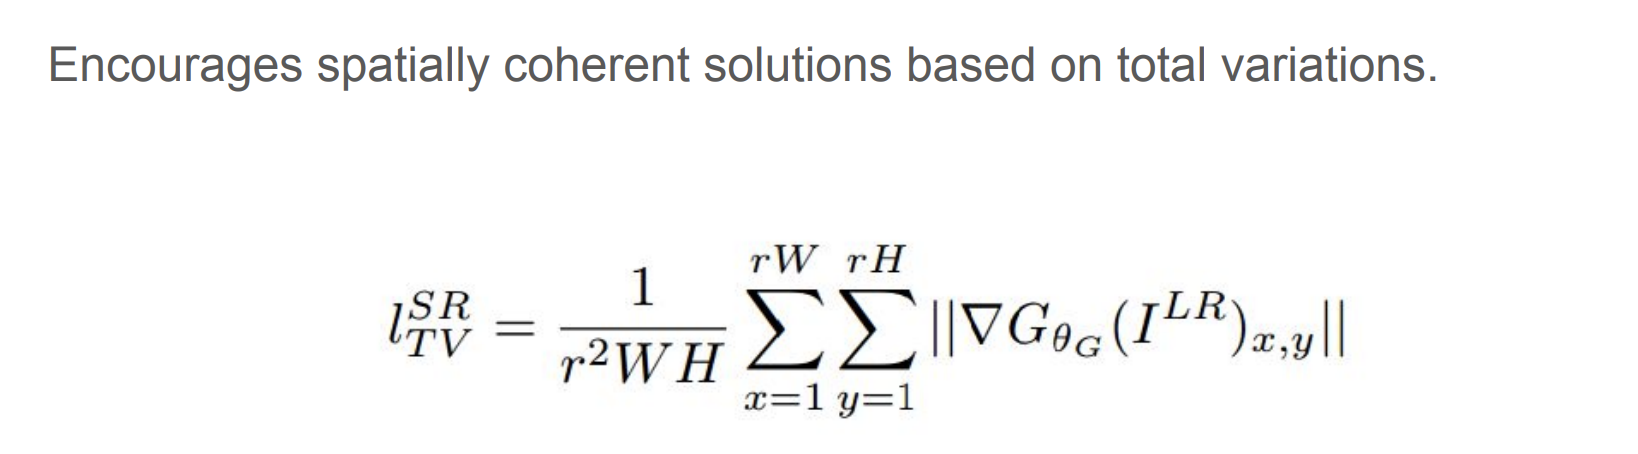 Encourages spatially coherent solutions based on total variations.
l_{TV}^{SR} = \frac{1}{r^2WH} \sum_{x=1}^{rW} \sum_{y=1}^{rH} ||\nabla G_{\theta_G}(I^{LR})_{x,y}||